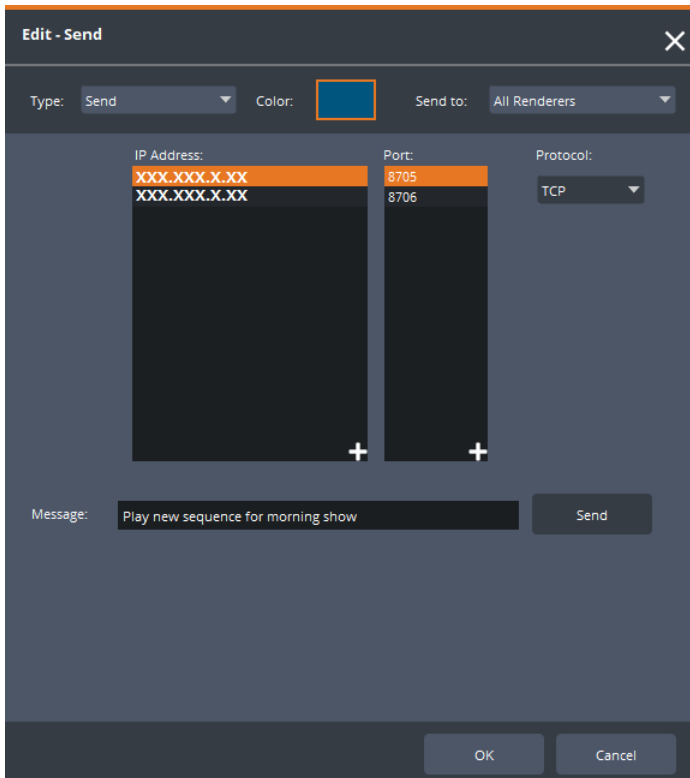 Edit - Send
Type: Send Color: Send to: All Renderers
IP Address: Port: Protocol:
XXX.XXX.X.XX 8705 TCP
XXX.XXX.X.XX 8706
Message: Play new sequence for morning show Send
OK Cancel